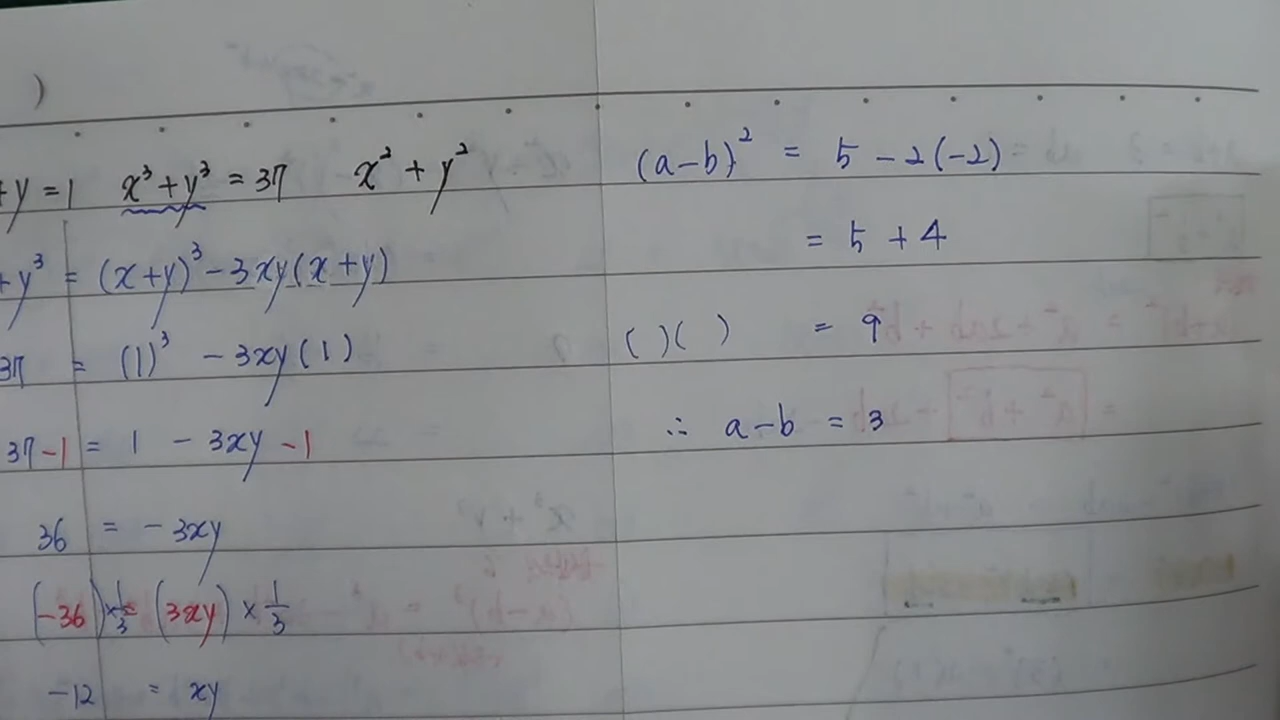 )
+y = 1 x³ + y³ = 37 x² + y²
+y³ = (x+y)³ - 3xy(x+y)
37 = (1)³ - 3xy(1)
37 - 1 = 1 - 3xy - 1
36 = - 3xy
(-36) × 1/3 = (3xy) × 1/3
-12 = xy
(a-b)² = 5 - 2(-2)
= 5 + 4
( )( ) = 9
∴ a-b = 3